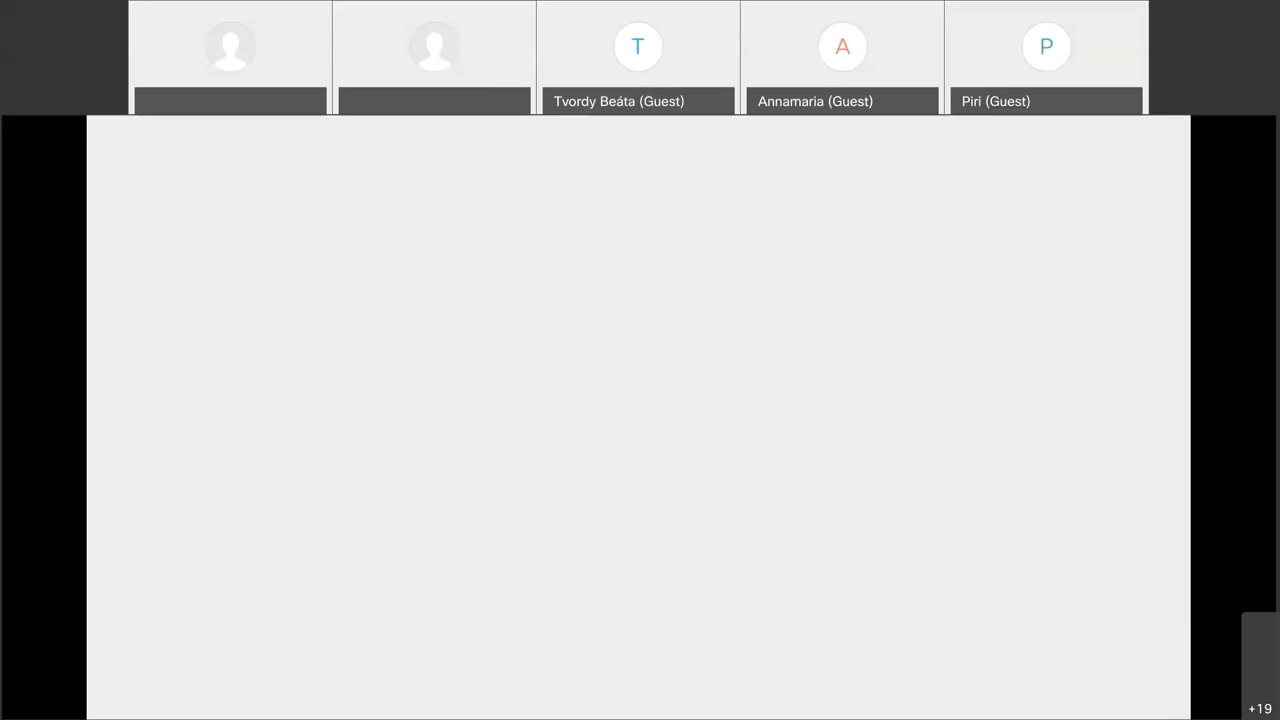 T
A
P
Tvordy Beáta (Guest)
Annamaria (Guest)
Piri (Guest)
+19